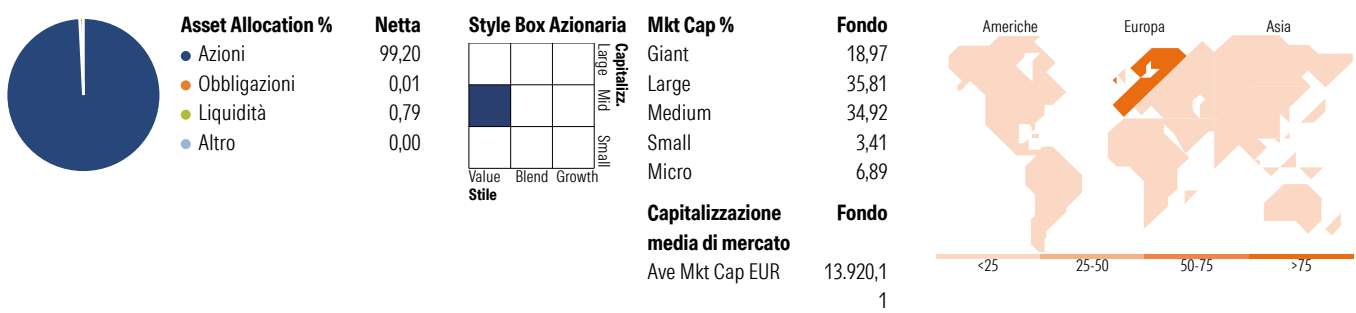 Asset Allocation % Netta
Azioni 99,20
Obbligazioni 0,01
Liquidità 0,79
Altro 0,00
Style Box Azionaria
Large Mid Small
Capitalizz.
Value Blend Growth
Stile
Mkt Cap % Fondo
Giant 18,97
Large 35,81
Medium 34,92
Small 3,41
Micro 6,89
Capitalizzazione Fondo
media di mercato
Ave Mkt Cap EUR 13.920,1
1
Americhe Europa Asia
<25 25-50 50-75 >75